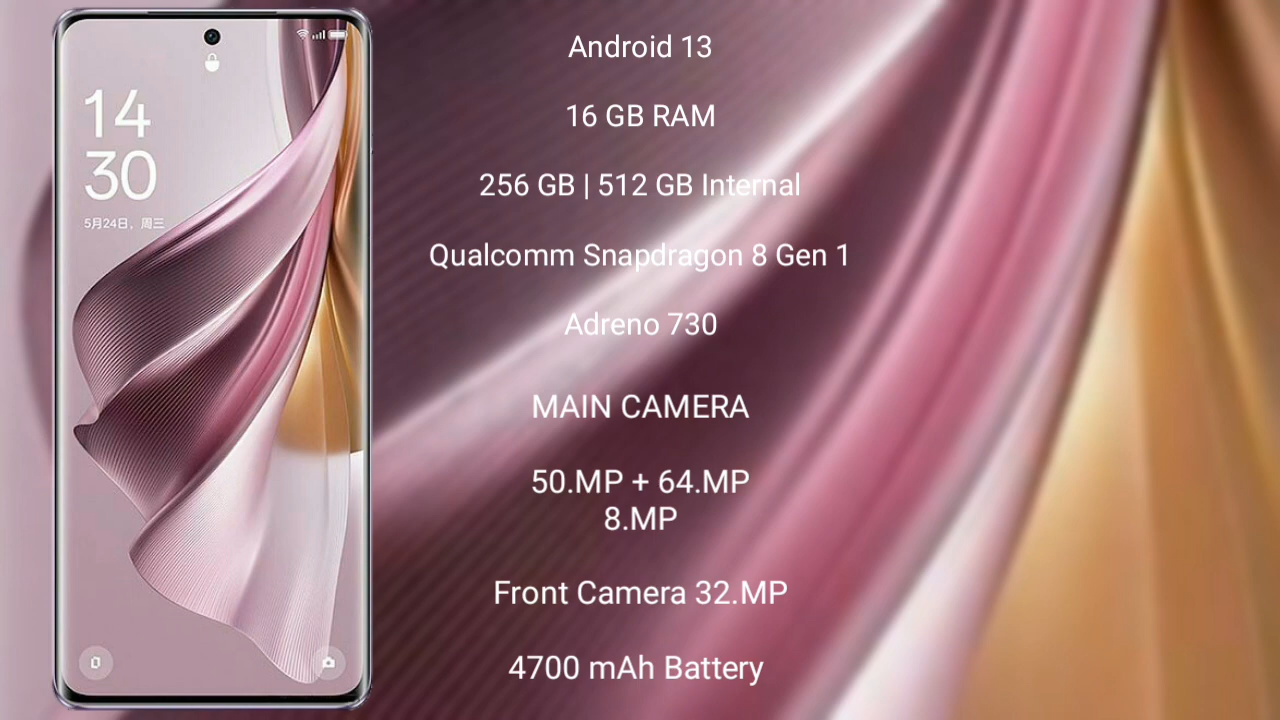 14
30
5月24日，周三
Android 13
16 GB RAM
256 GB | 512 GB Internal
Qualcomm Snapdragon 8 Gen 1
Adreno 730
MAIN CAMERA
50.MP + 64.MP
8.MP
Front Camera 32.MP
4700 mAh Battery